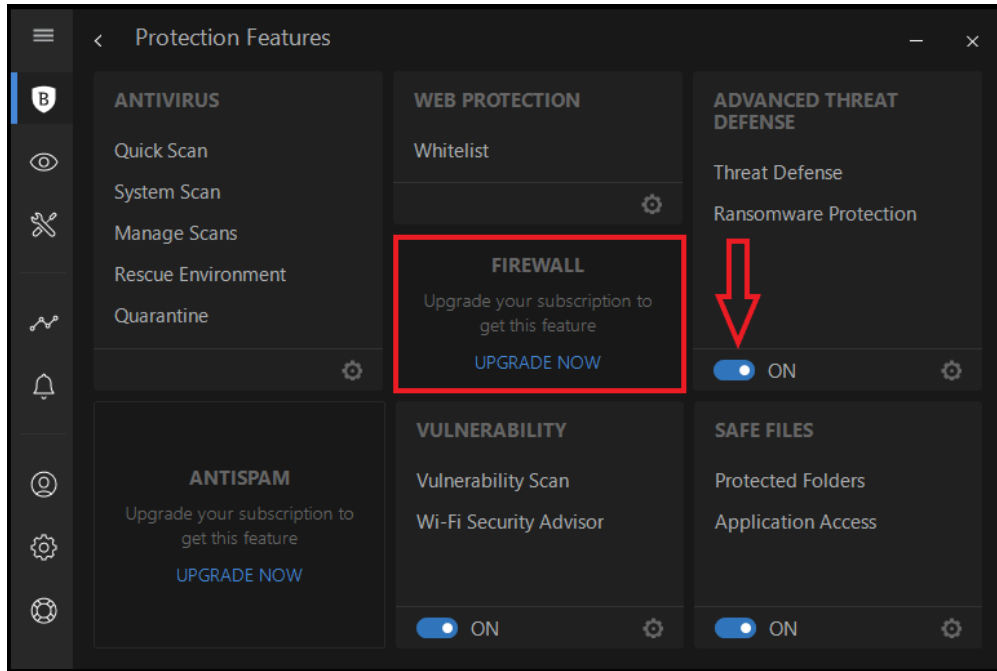 Protection Features
B
ANTIVIRUS
Quick Scan
System Scan
Manage Scans
Rescue Environment
Quarantine
WEB PROTECTION
Whitelist
ADVANCED THREAT
DEFENSE
Threat Defense
Ransomware Protection
ON
FIREWALL
Upgrade your subscription to
get this feature
UPGRADE NOW
ANTISPAM
Upgrade your subscription to
get this feature
UPGRADE NOW
VULNERABILITY
Vulnerability Scan
Wi-Fi Security Advisor
ON
SAFE FILES
Protected Folders
Application Access
ON